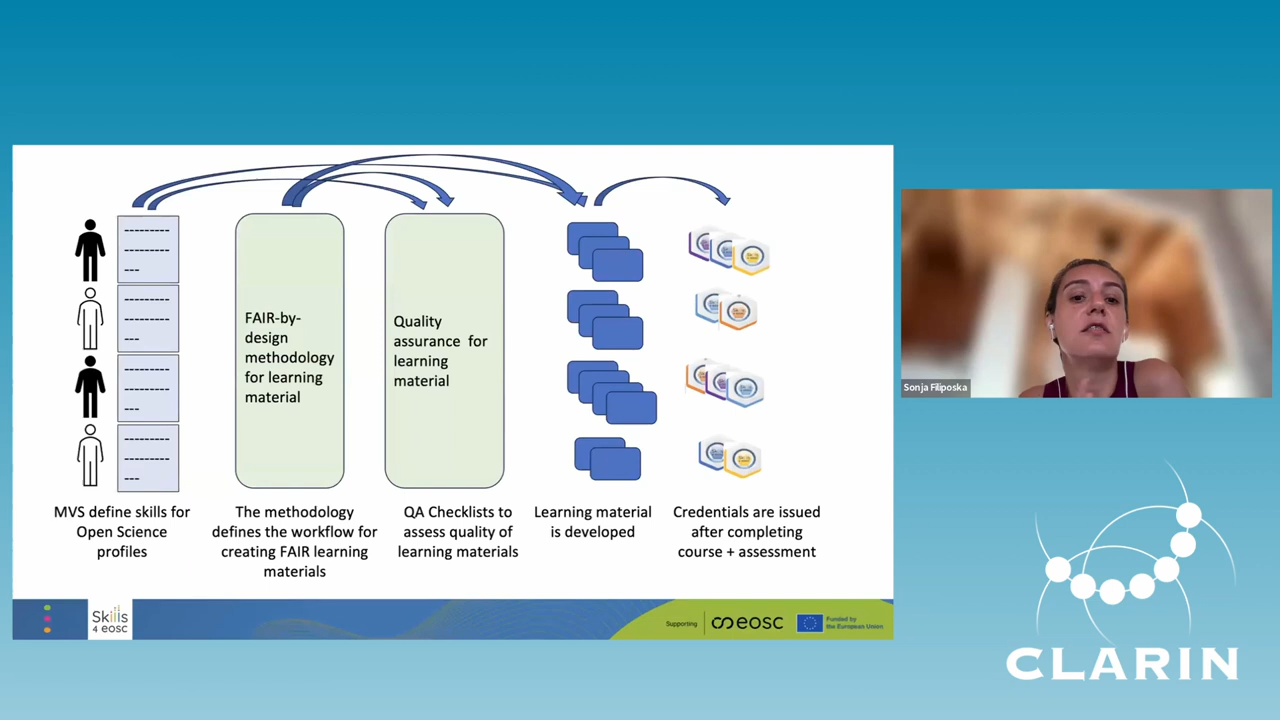 FAIR-by-
design
methodology
for learning
material
Quality
assurance for
learning
material
MVS define skills for
Open Science
profiles
The methodology
defines the workflow for
creating FAIR learning
materials
QA Checklists to
assess quality of
learning materials
Learning material
is developed
Credentials are issued
after completing
course + assessment
Skills
4 eosc
Supporting
eosc
Funded by
the European Union
Sonja Filiposka
CLARIN